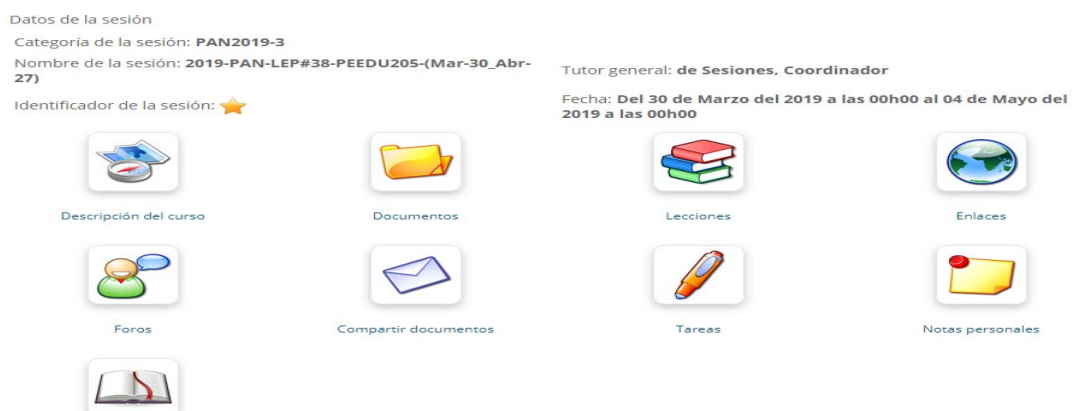 Datos de la sesión
Categoría de la sesión: PAN2019-3
Nombre de la sesión: 2019-PAN-LEP#38-PEEDU205-(Mar-30_Abr-
27)
Identificador de la sesión:
Tutor general: de Sesiones, Coordinador
Fecha: Del 30 de Marzo del 2019 a las 00h00 al 04 de Mayo del
2019 a las 00h00
Descripción del curso
Documentos
Lecciones
Enlaces
Foros
Compartir documentos
Tareas
Notas personales